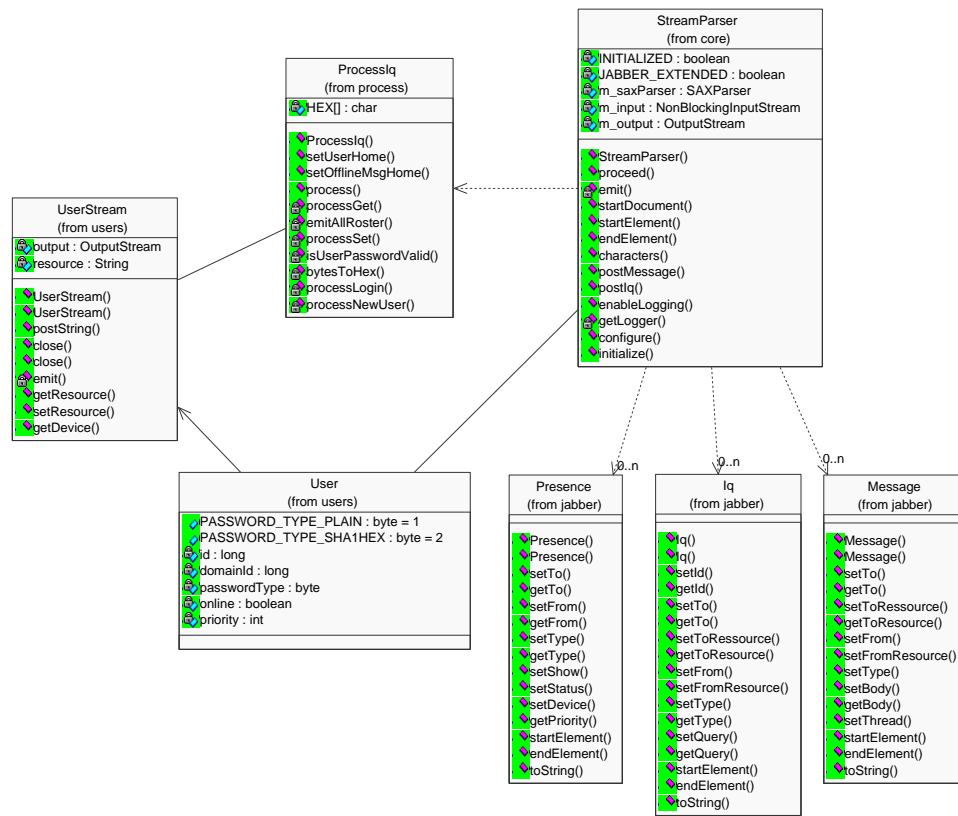 StreamParser
(from core)
INITIALIZED : boolean
JABBER_EXTENDED : boolean
m_saxParser : SAXParser
m_input : NonBlockingInputStream
m_output : OutputStream
StreamParser()
proceed()
emit()
startDocument()
startElement()
endElement()
characters()
postMessage()
postIq()
enableLogging()
getLogger()
configure()
initialize()
ProcessIq
(from process)
HEX[] : char
ProcessIq()
setUserHome()
setOfflineMsgHome()
process()
processGet()
emitAllRoster()
processSet()
isUserPasswordValid()
bytesToHex()
processLogin()
processNewUser()
UserStream
(from users)
output : OutputStream
resource : String
UserStream()
UserStream()
postString()
close()
close()
emit()
getResource()
setResource()
getDevice()
User
(from users)
PASSWORD_TYPE_PLAIN : byte = 1
PASSWORD_TYPE_SHA1HEX : byte = 2
id : long
domainId : long
passwordType : byte
online : boolean
priority : int
0..n
0..n
0..n
Presence
(from jabber)
Presence()
Presence()
setTo()
getTo()
setFrom()
getFrom()
setType()
getType()
setShow()
setStatus()
setDevice()
getPriority()
startElement()
endElement()
toString()
Iq
(from jabber)
Iq()
Iq()
setId()
getId()
setTo()
getTo()
setToRessource()
getToResource()
setFrom()
setFromResource()
setType()
getType()
setQuery()
getQuery()
startElement()
endElement()
toString()
Message
(from jabber)
Message()
Message()
setTo()
getTo()
setToRessource()
getToResource()
setFrom()
setFromResource()
setType()
setBody()
getBody()
setThread()
startElement()
endElement()
toString()